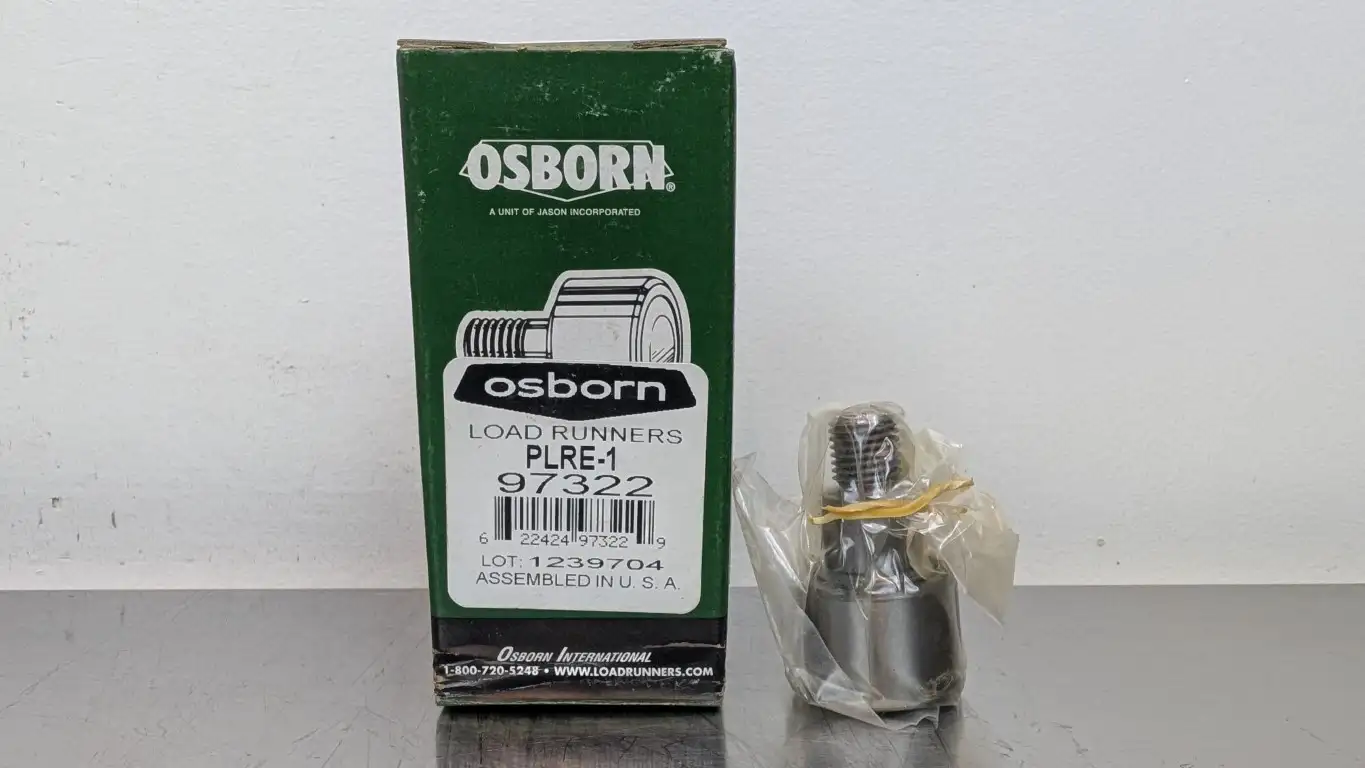 OSBORN®
A UNIT OF JASON INCORPORATED
osborn
LOAD RUNNERS
PLRE-1
97322
6 22424 97322 9
LOT: 1239704
ASSEMBLED IN U. S. A.
OSBORN INTERNATIONAL
1-800-720-5248 • WWW.LOADRUNNERS.COM